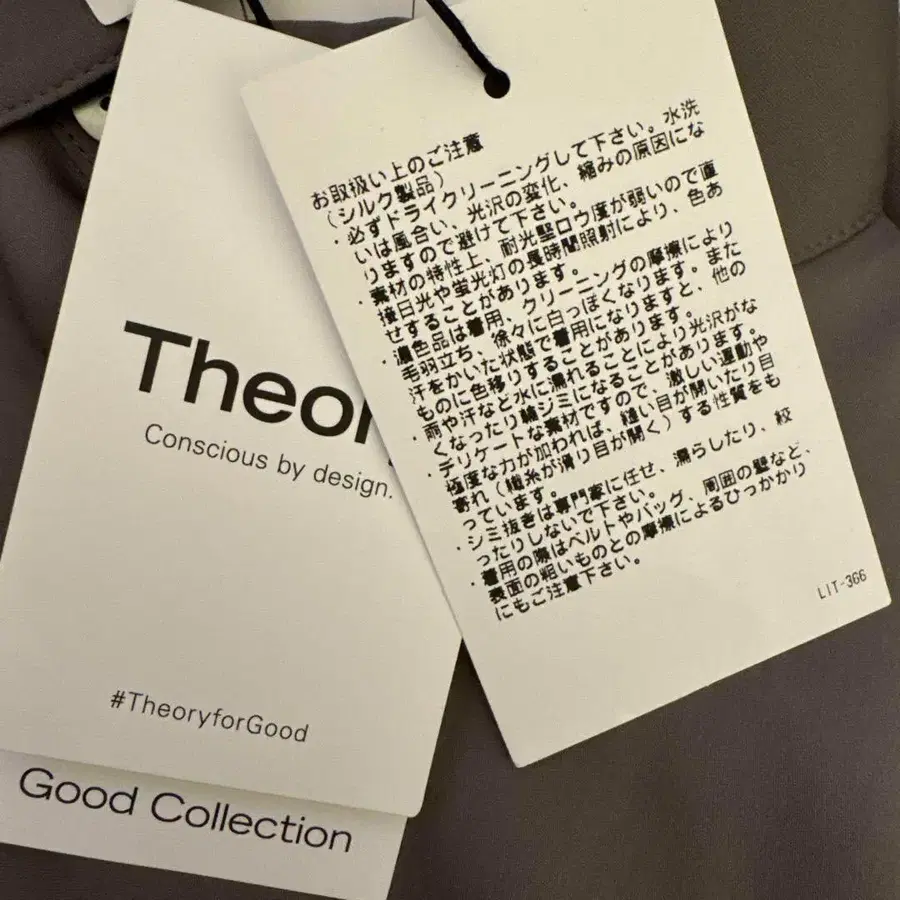 Theory
Conscious by design.
#TheoryforGood
Good Collection
お取扱い上のご注意
(シルク製品)
・必ずドライクリーニングして下さい。水洗
いは風合い、光沢の変化、縮みの原因にな
りますので避けて下さい。
・素材の特性上、耐光堅ロウ度が弱いので直
接日光や蛍光灯の長時間照射により、色あ
せすることがあります。
・濃色品は着用、クリーニングの摩擦により
毛羽立ち、徐々に白っぽくなります。また
汗をかいた状態で着用になりますと、他の
ものに色移りすることがあります。
・雨や汗など水に濡れることにより光沢がな
くなったり輪ジミになることがあります。
・デリケートな素材ですので、激しい運動や
極度な力が加われば、縫い目が開いたり目
寄れ(織糸が滑り目が開く)する性質をも
っています。
・シミ抜きは専門家に任せ、濡らしたり、絞
ったりしないで下さい。
・着用の際はベルトやバッグ、周囲の壁など、
表面の粗いものとの摩擦によるひっかかり
にもご注意下さい。
LIT-366